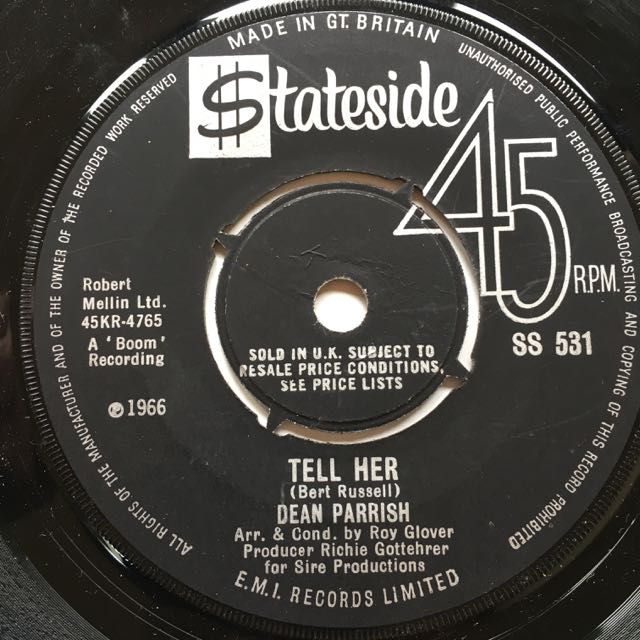 MADE IN GT. BRITAIN
UNAUTHORISED PUBLIC PERFORMANCE BROADCASTING AND COPYING OF THIS RECORD PROHIBITED
ALL RIGHTS OF THE MANUFACTURER AND OF THE OWNER OF THE RECORDED WORK RESERVED
$tateside
45
R.P.M.
Robert
Mellin Ltd.
45KR-4765
A 'Boom'
Recording
℗1966
SS 531
SOLD IN U.K. SUBJECT TO
RESALE PRICE CONDITIONS,
SEE PRICE LISTS
TELL HER
(Bert Russell)
DEAN PARRISH
Arr. & Cond. by Roy Glover
Producer Richie Gottehrer
for Sire Productions
E.M.I. RECORDS LIMITED